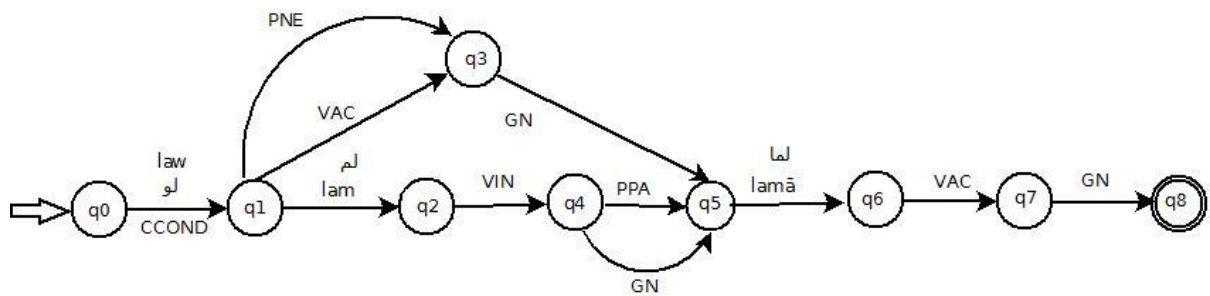 PNE
q3
VAC
GN
law
لو
CCOND
لم
lam
VIN
PPA
GN
لما
lamā
VAC
GN
q0
q1
q2
q4
q5
q6
q7
q8